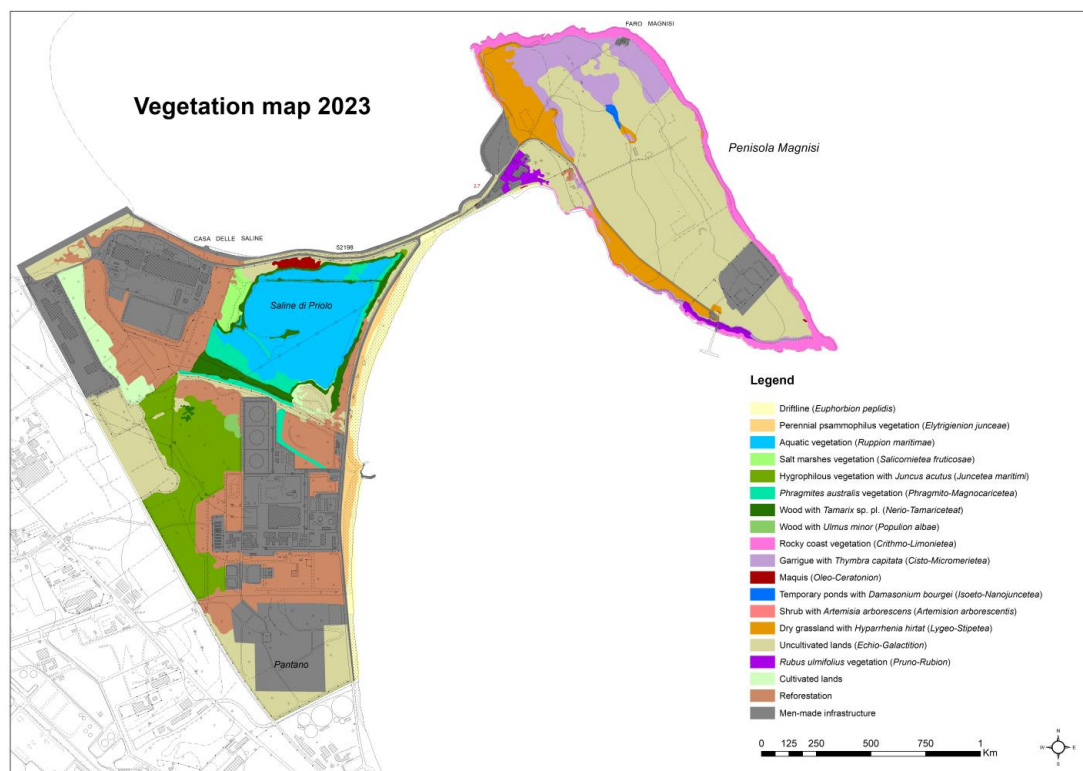 FARO MAGNISI
Vegetation map 2023
Penisola Magnisi
2,7
CASA DELLE SALINE
S219B
Saline di Priolo
Legend
Driftline (Euphorbion peplidis)
Perennial psammophilus vegetation (Elytrigienion junceae)
Aquatic vegetation (Ruppion maritimae)
Salt marshes vegetation (Salicornietea fruticosae)
Hygrophilous vegetation with Juncus acutus (Juncetea maritimi)
Phragmites australis vegetation (Phragmito-Magnocaricetea)
Wood with Tamarix sp. pl. (Nerio-Tamariceteat)
Wood with Ulmus minor (Populion albae)
Rocky coast vegetation (Crithmo-Limonietea)
Garrigue with Thymbra capitata (Cisto-Micromerietea)
Maquis (Oleo-Ceratonion)
Temporary ponds with Damasonium bourgei (Isoeto-Nanojuncetea)
Shrub with Artemisia arborescens (Artemision arborescentis)
Dry grassland with Hyparrhenia hirtat (Lygeo-Stipetea)
Uncultivated lands (Echio-Galactition)
Rubus ulmifolius vegetation (Pruno-Rubion)
Cultivated lands
Reforestation
Men-made infrastructure
Pantano
0 125 250 500 750 1
Km
N
W E
S